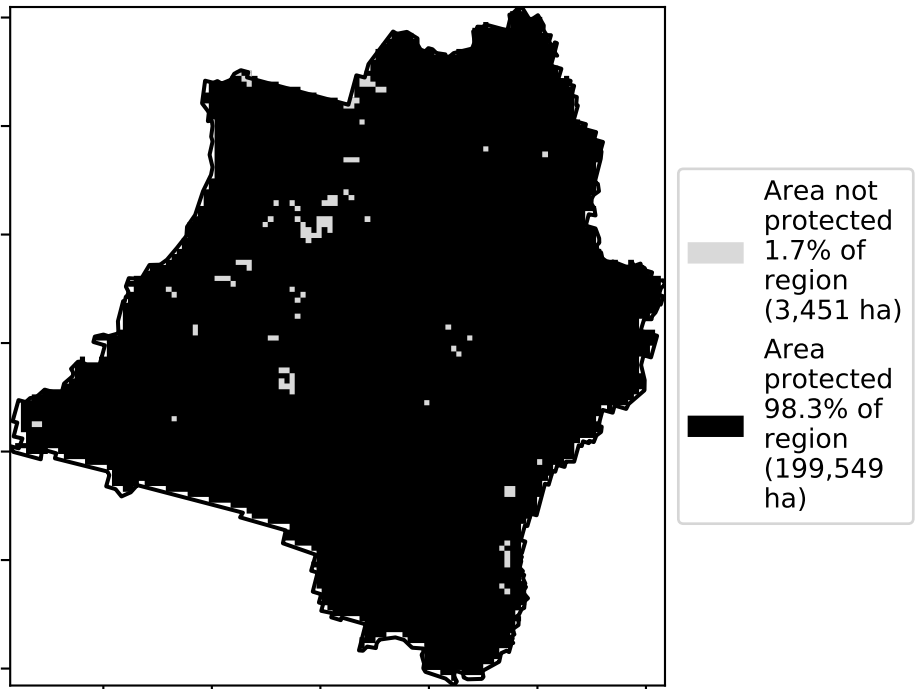 Area not
protected
1.7% of
region
(3,451 ha)
Area
protected
98.3% of
region
(199,549
ha)